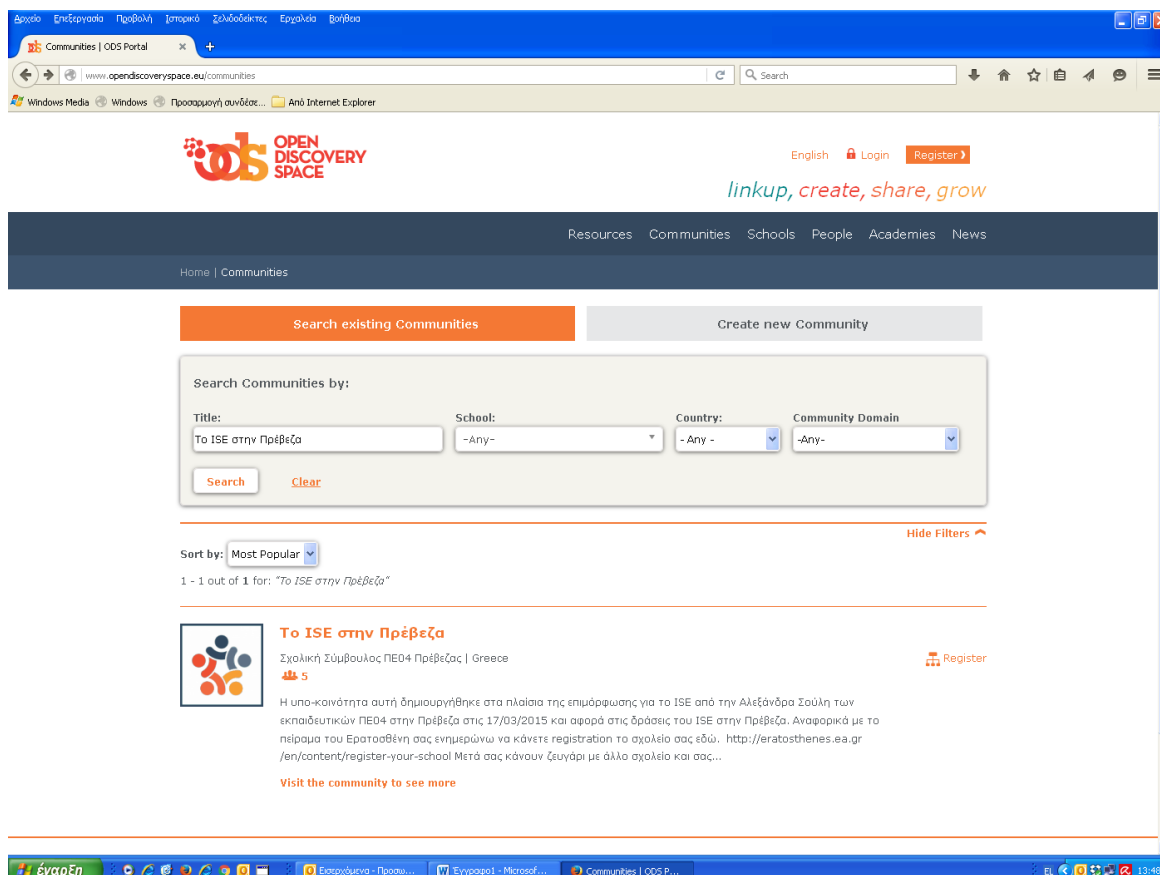 Αρχείο Επεξεργασία Προβολή Ιστορικό Σελιδοδείκτες Εργαλεία Βοήθεια
Communities | ODS Portal
www.opendiscoveryspace.eu/communities
Search
Windows Media Windows Προσαρμογή συνδέσε... Από Internet Explorer
ods OPEN DISCOVERY SPACE
English Login Register
linkup, create, share, grow
Resources Communities Schools People Academies News
Home | Communities
Search existing Communities Create new Community
Search Communities by:
Title: School: Country: Community Domain
Το ISE στην Πρέβεζα -Any- - Any - -Any-
Search Clear
Hide Filters
Sort by: Most Popular
1 - 1 out of 1 for: "Το ISE στην Πρέβεζα"
Το ISE στην Πρέβεζα
Σχολική Σύμβουλος ΠΕ04 Πρέβεζας | Greece
Register
5
Η υπο-κοινότητα αυτή δημιουργήθηκε στα πλαίσια της επιμόρφωσης για το ISE από την Αλεξάνδρα Σούλη των
εκπαιδευτικών ΠΕ04 στην Πρέβεζα στις 17/03/2015 και αφορά στις δράσεις του ISE στην Πρέβεζα. Αναφορικά με το
πείραμα του Ερατοσθένη σας ενημερώνω να κάνετε registration το σχολείο σας εδώ. http://eratosthenes.ea.gr
/en/content/register-your-school Μετά σας κάνουν ζευγάρι με άλλο σχολείο και σας...
Visit the community to see more
έναρξη Εισερχόμενα - Προσω... Έγγραφο1 - Microsof... Communities | ODS P... EL 13:48